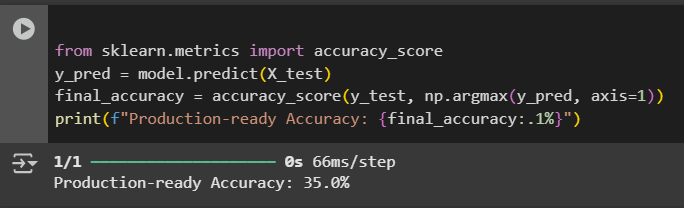 from sklearn.metrics import accuracy_score
y_pred = model.predict(X_test)
final_accuracy = accuracy_score(y_test, np.argmax(y_pred, axis=1))
print(f"Production-ready Accuracy: {final_accuracy:.1%}")
1/1 ━━━━━━━━━━━━━━━━━━━━ 0s 66ms/step
Production-ready Accuracy: 35.0%